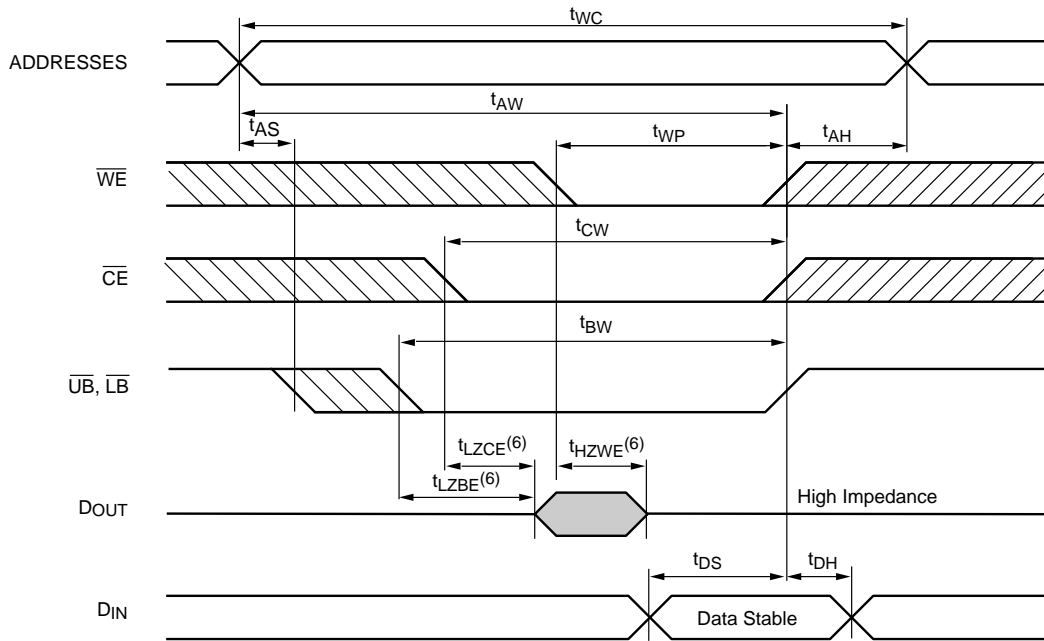 tWC
ADDRESSES
tAW
tAS
tWP
tAH
WE
tCW
CE
tBW
UB, LB
tLZCE(6)
tHZWE(6)
tLZBE(6)
DOUT
High Impedance
tDS
tDH
DIN
Data Stable